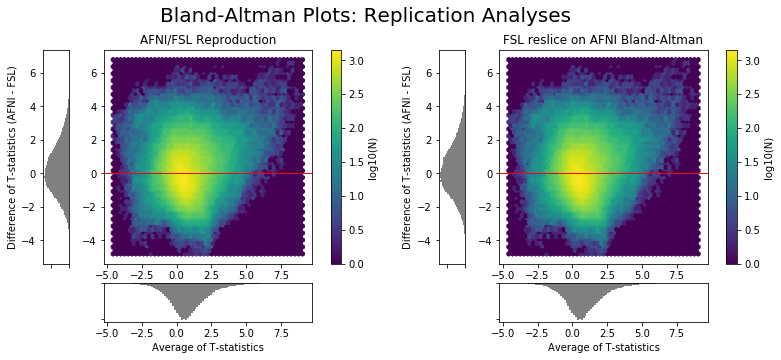 Bland-Altman Plots: Replication Analyses
AFNI/FSL Reproduction
Difference of T-statistics (AFNI - FSL)
6
4
2
0
−2
−4
6
4
2
0
−2
−4
−5.0 −2.5 0.0 2.5 5.0 7.5
3.0
2.5
2.0
1.5
1.0
0.5
0.0
log10(N)
−5.0 −2.5 0.0 2.5 5.0 7.5
Average of T-statistics
FSL reslice on AFNI Bland-Altman
Difference of T-statistics (AFNI - FSL)
6
4
2
0
−2
−4
6
4
2
0
−2
−4
−5.0 −2.5 0.0 2.5 5.0 7.5
3.0
2.5
2.0
1.5
1.0
0.5
0.0
log10(N)
−5.0 −2.5 0.0 2.5 5.0 7.5
Average of T-statistics